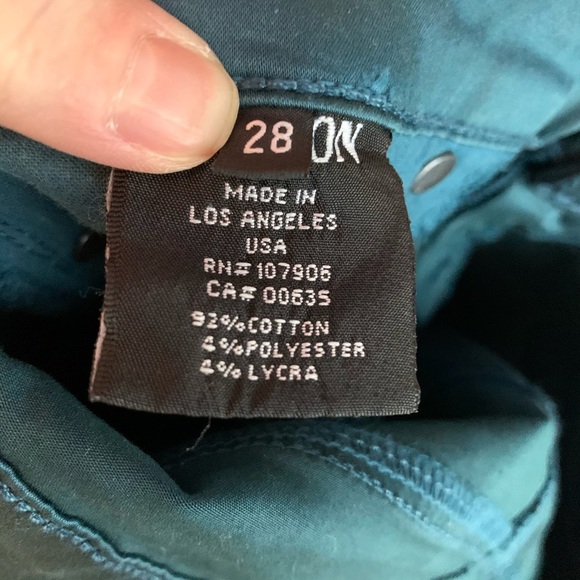 28
MADE IN
LOS ANGELES
USA
RN# 107906
CA# 00635
92% COTTON
4% POLYESTER
4% LYCRA